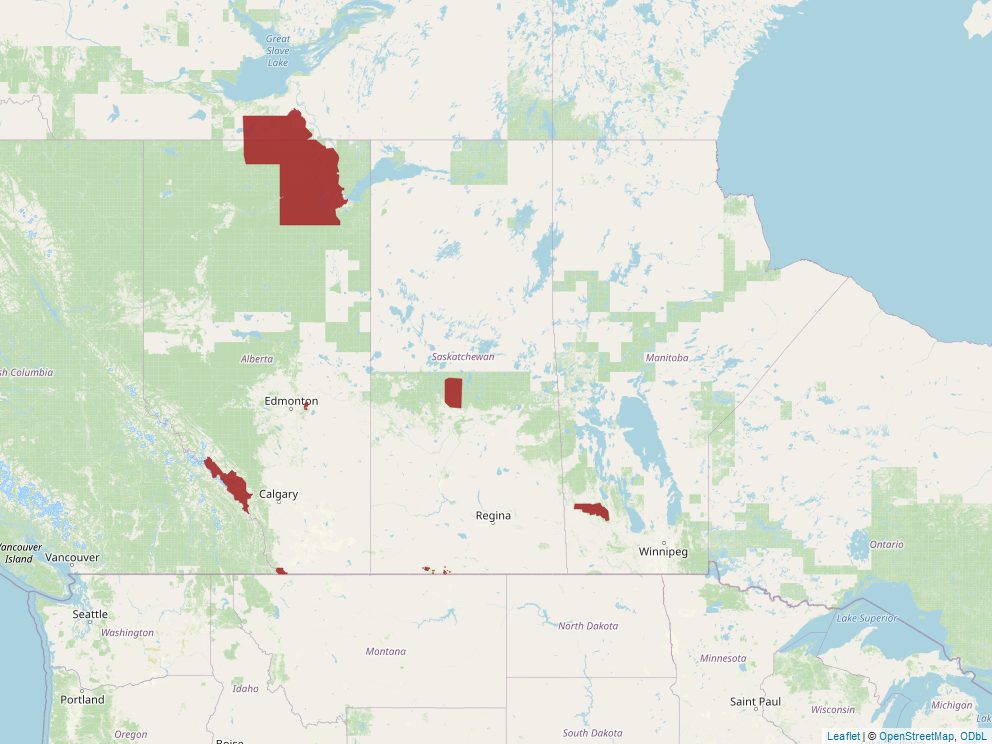 Great
Slave
Lake
Alberta
Saskatchewan
Manitoba
sh Columbia
Edmonton
Calgary
Regina
Winnipeg
Ontario
Vancouver
Island
Vancouver
Seattle
Washington
Lake Superior
North Dakota
Montana
Minnesota
Idaho
Portland
Saint Paul
Wisconsin
Michigan
Oregon
South Dakota
Boise
Lak
Leaflet | © OpenStreetMap, ODbL